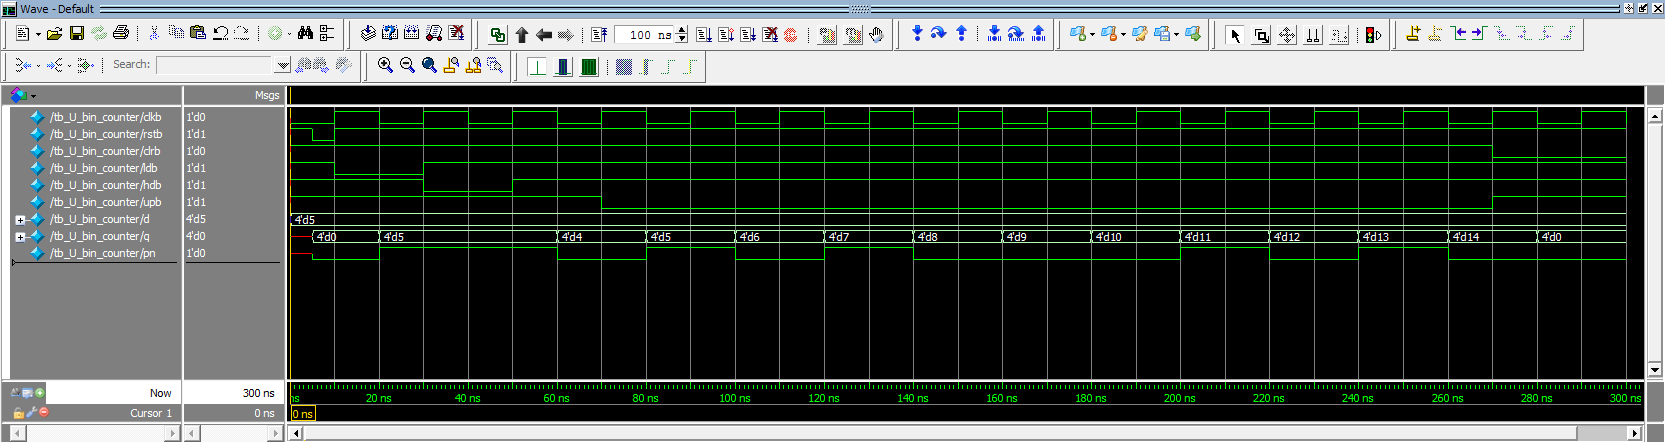 Wave - Default
100 ns
Search:
Msgs
/tb_U_bin_counter/clkb 1'd0
/tb_U_bin_counter/rstb 1'd1
/tb_U_bin_counter/clrb 1'd0
/tb_U_bin_counter/ldb 1'd1
/tb_U_bin_counter/hdb 1'd1
/tb_U_bin_counter/upb 1'd1
/tb_U_bin_counter/d 4'd5 4'd5
/tb_U_bin_counter/q 4'd0 4'd0 4'd5 4'd4 4'd5 4'd6 4'd7 4'd8 4'd9 4'd10 4'd11 4'd12 4'd13 4'd14 4'd0
/tb_U_bin_counter/pn 1'd0
Now 300 ns ns 20 ns 40 ns 60 ns 80 ns 100 ns 120 ns 140 ns 160 ns 180 ns 200 ns 220 ns 240 ns 260 ns 280 ns 300 ns
Cursor 1 0 ns 0 ns